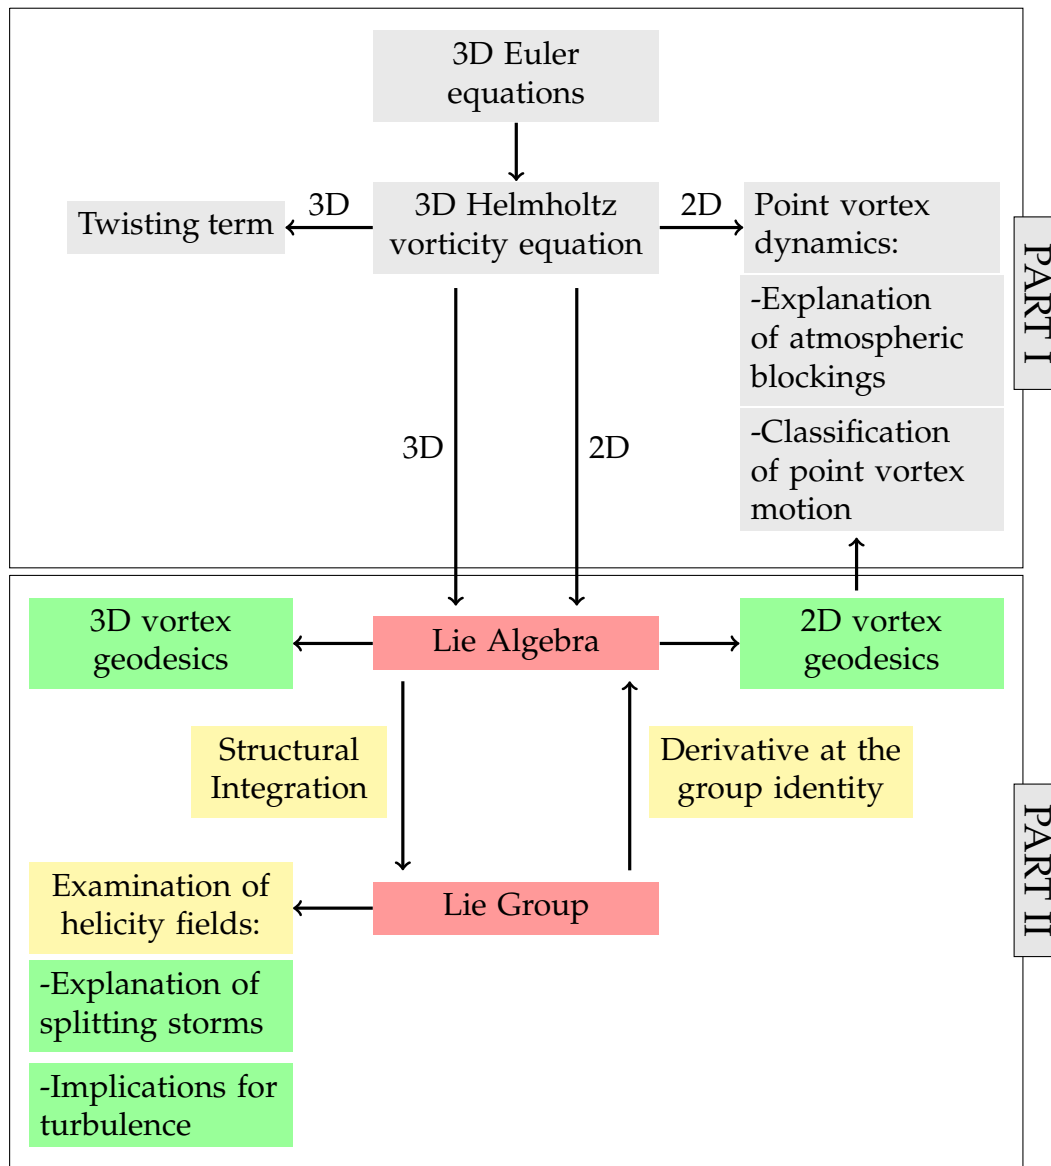 3D Euler
equations
3D
2D
Twisting term
3D Helmholtz
vorticity equation
Point vortex
dynamics:
-Explanation
of atmospheric
blockings
-Classification
of point vortex
motion
3D
2D
PART I
3D vortex
geodesics
Lie Algebra
2D vortex
geodesics
Structural
Integration
Derivative at the
group identity
Examination of
helicity fields:
Lie Group
-Explanation of
splitting storms
-Implications for
turbulence
PART II